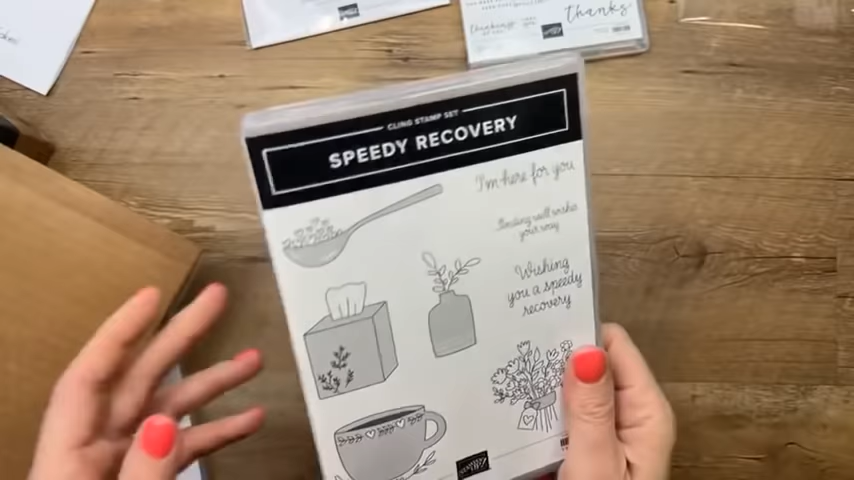 thanks
CLING STAMP SET
SPEEDY RECOVERY
I'm here for you
Sending well wishes
your way
Wishing
you a speedy
recovery